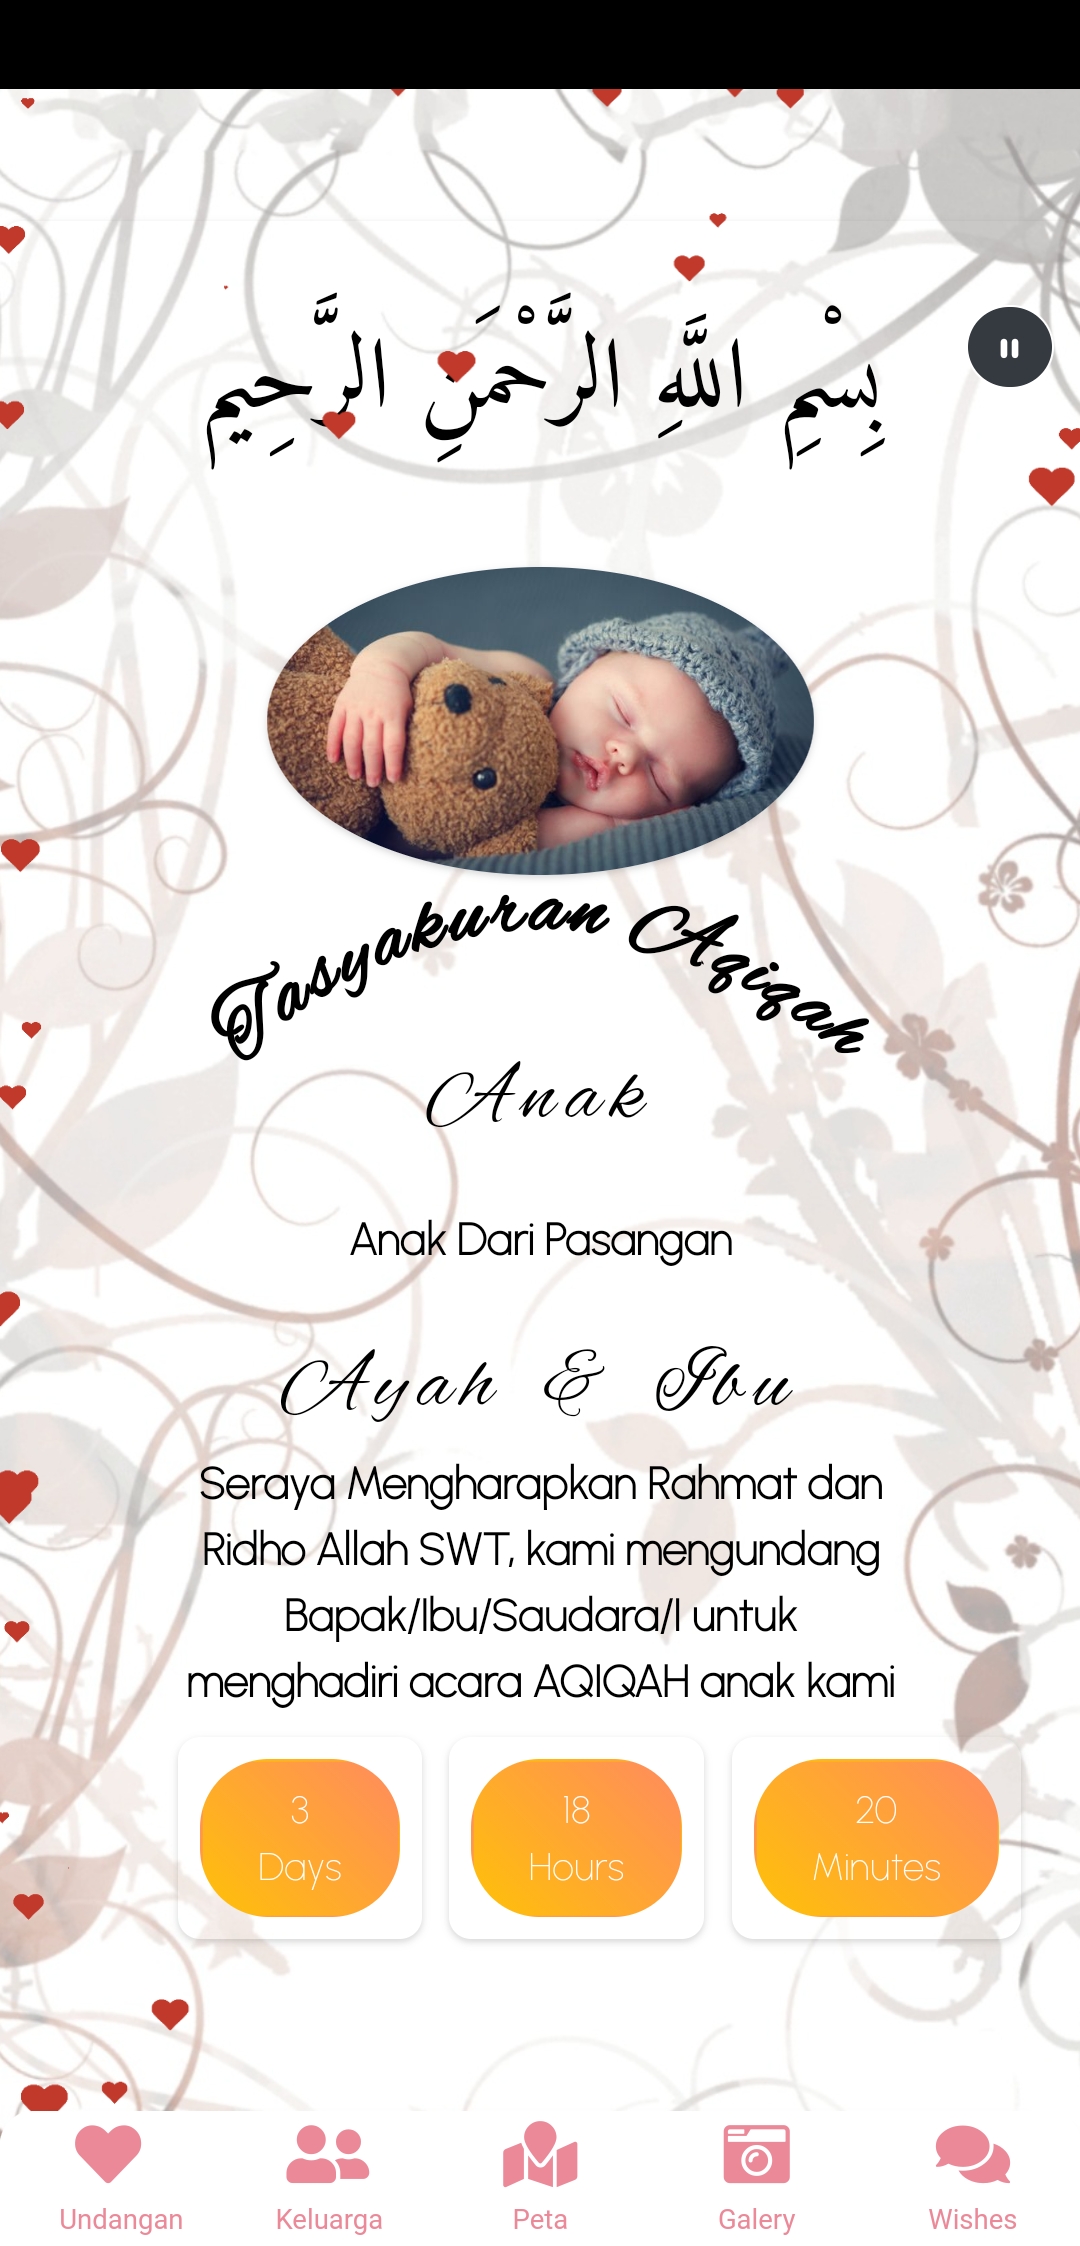 بِسْمِ اللَّهِ الرَّحْمَنِ الرَّحِيم
Tasyakuran Aqiqah
Anak
Anak Dari Pasangan
Ayah & Ibu
Seraya Mengharapkan Rahmat dan
Ridho Allah SWT, kami mengundang
Bapak/Ibu/Saudara/I untuk
menghadiri acara AQIQAH anak kami
3 18 20
Days Hours Minutes
Undangan Keluarga Peta Galery Wishes